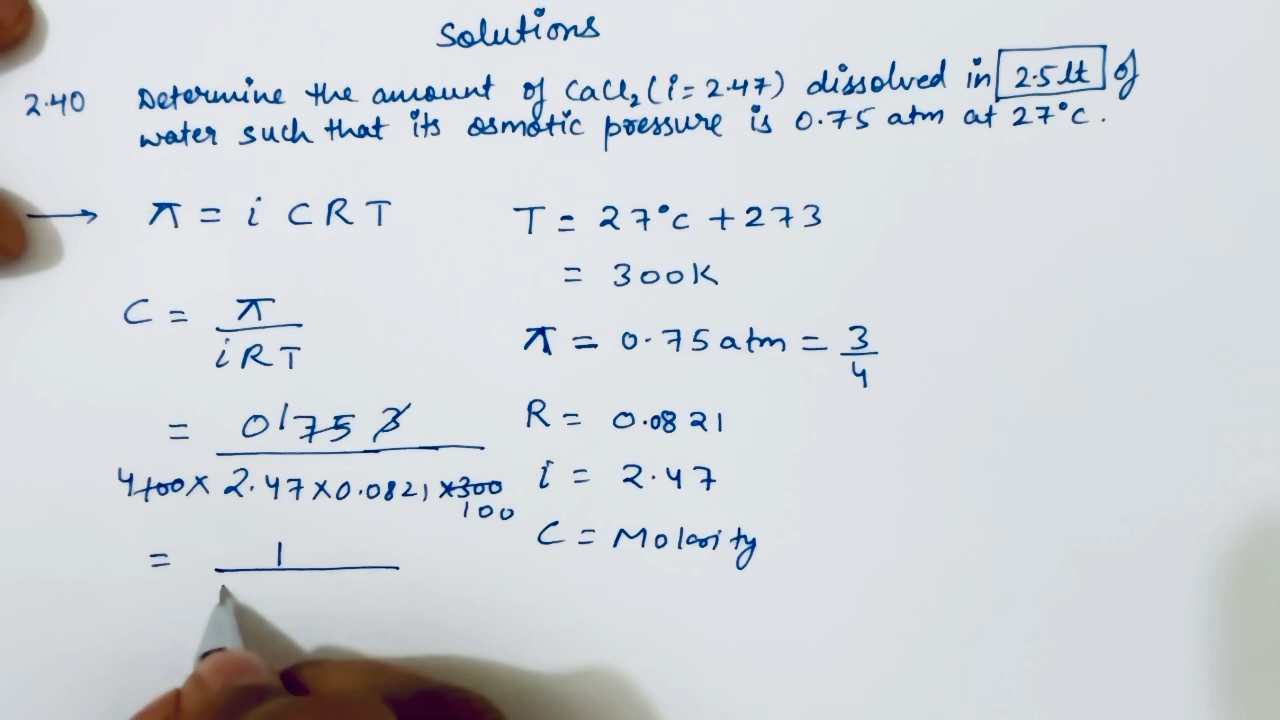 Solutions
2.40 Determine the amount of CaCl₂ (i = 2.47) dissolved in 2.5 lt of
water such that its osmotic pressure is 0.75 atm at 27°C.
→ π = i C R T
T = 27°C + 273
= 300K
C = π / iRT
π = 0.75 atm = 3/4
= 0.75 3
4 100 × 2.47 × 0.0821 × 300
100
R = 0.0821
i = 2.47
C = Molarity
= 1